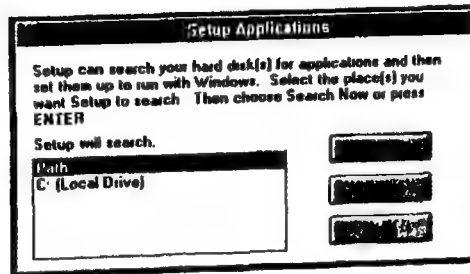 Setup Applications
Setup can search your hard disk(s) for applications and then
set them up to run with Windows. Select the place(s) you
want Setup to search Then choose Search Now or press
ENTER
Setup will search.
Path
C: (Local Drive)